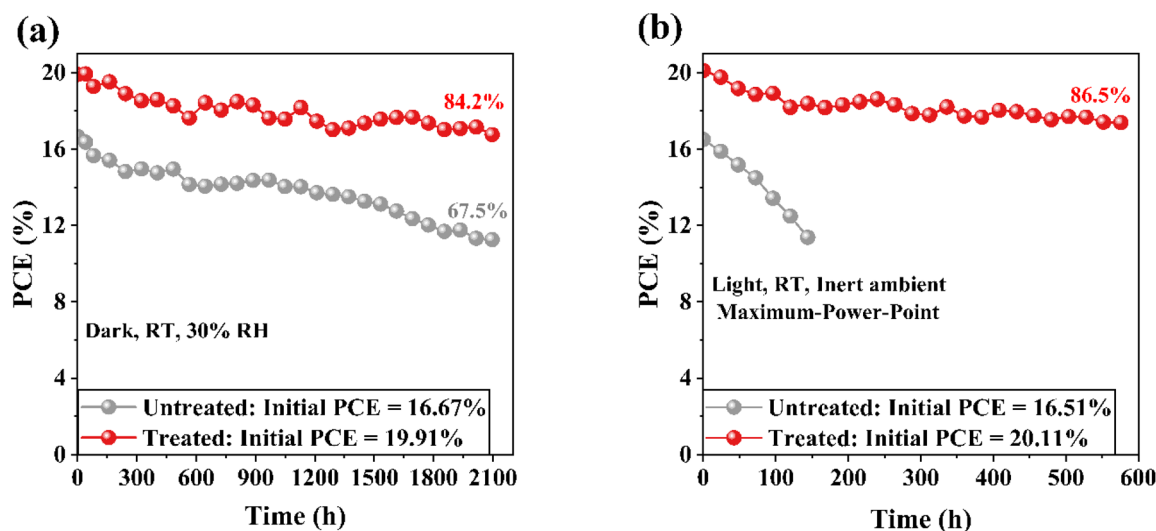 (a)
PCE (%)
20
16
12
8
4
0
84.2%
67.5%
Dark, RT, 30% RH
Untreated: Initial PCE = 16.67%
Treated: Initial PCE = 19.91%
0 300 600 900 1200 1500 1800 2100
Time (h)
(b)
PCE (%)
20
16
12
8
4
0
86.5%
Light, RT, Inert ambient
Maximum-Power-Point
Untreated: Initial PCE = 16.51%
Treated: Initial PCE = 20.11%
0 100 200 300 400 500 600
Time (h)